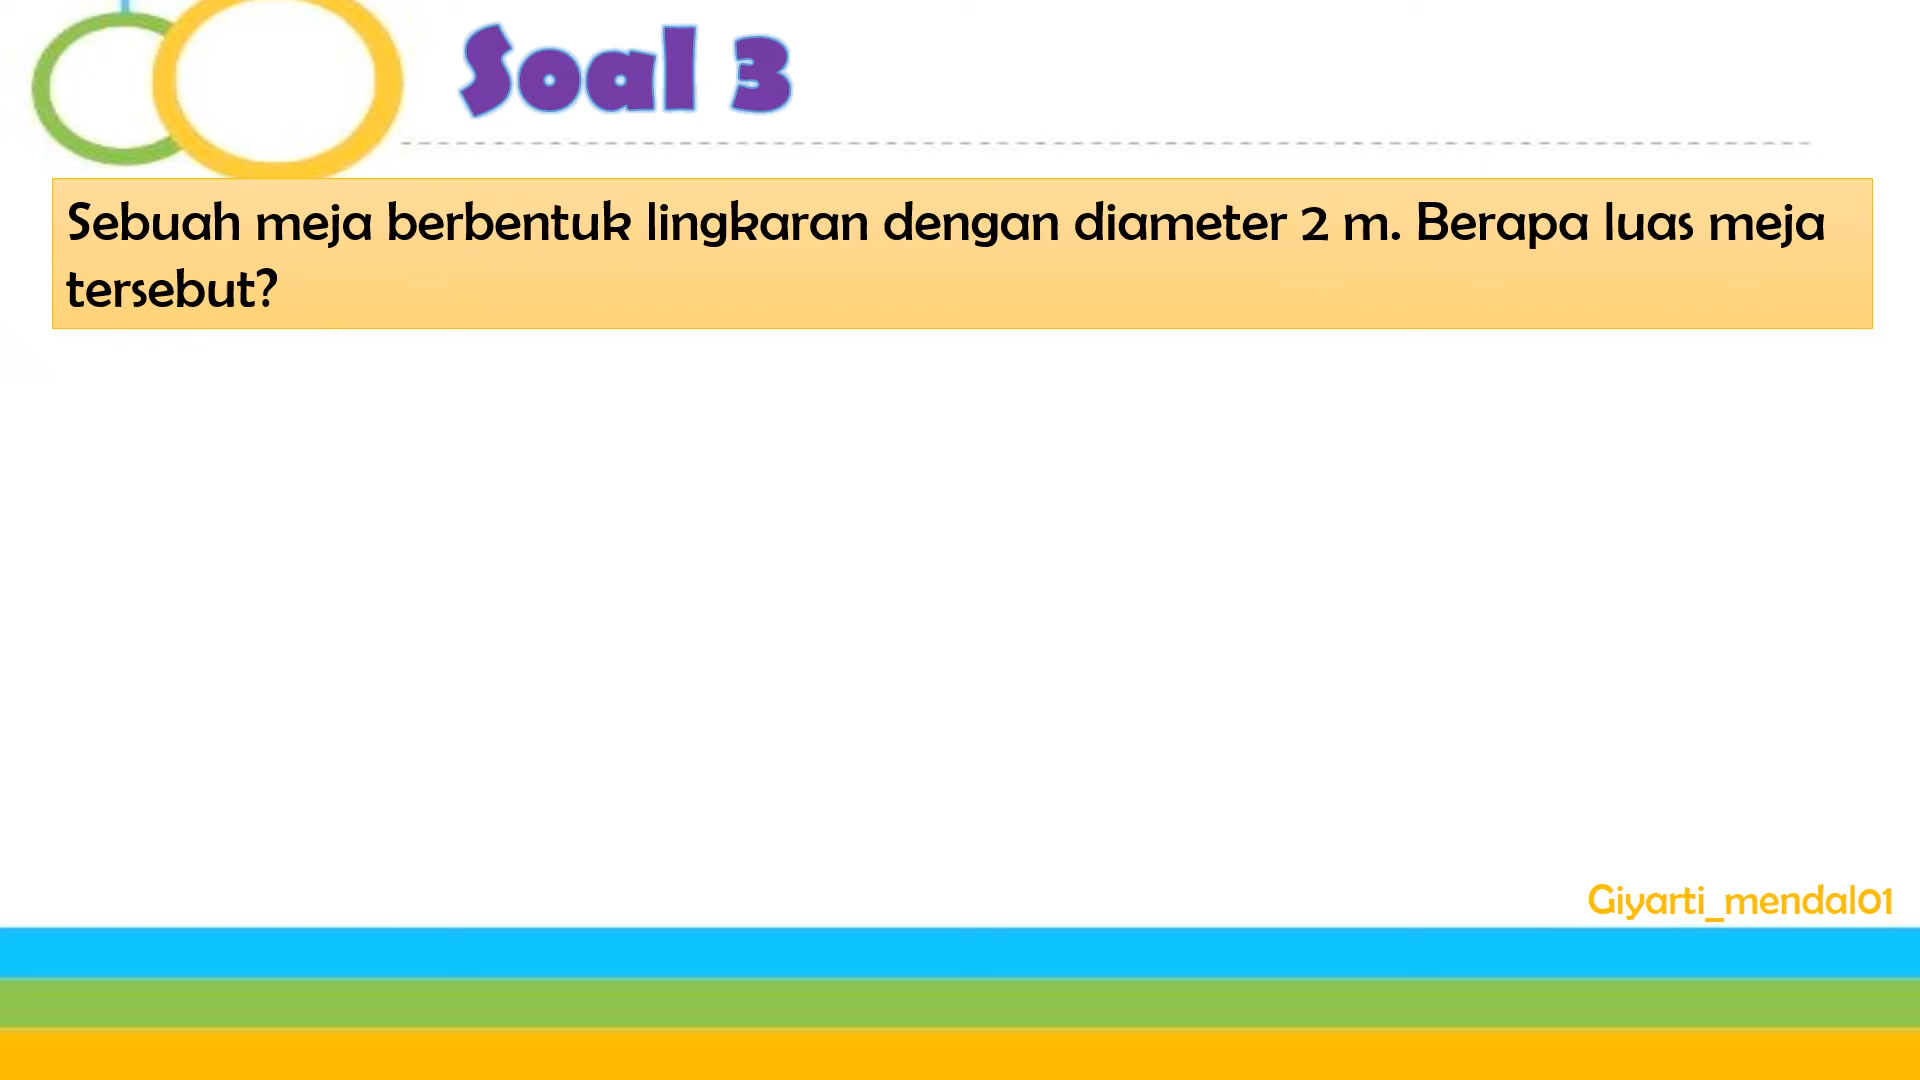 Soal 3
Sebuah meja berbentuk lingkaran dengan diameter 2 m. Berapa luas meja
tersebut?
Giyarti_mendal01